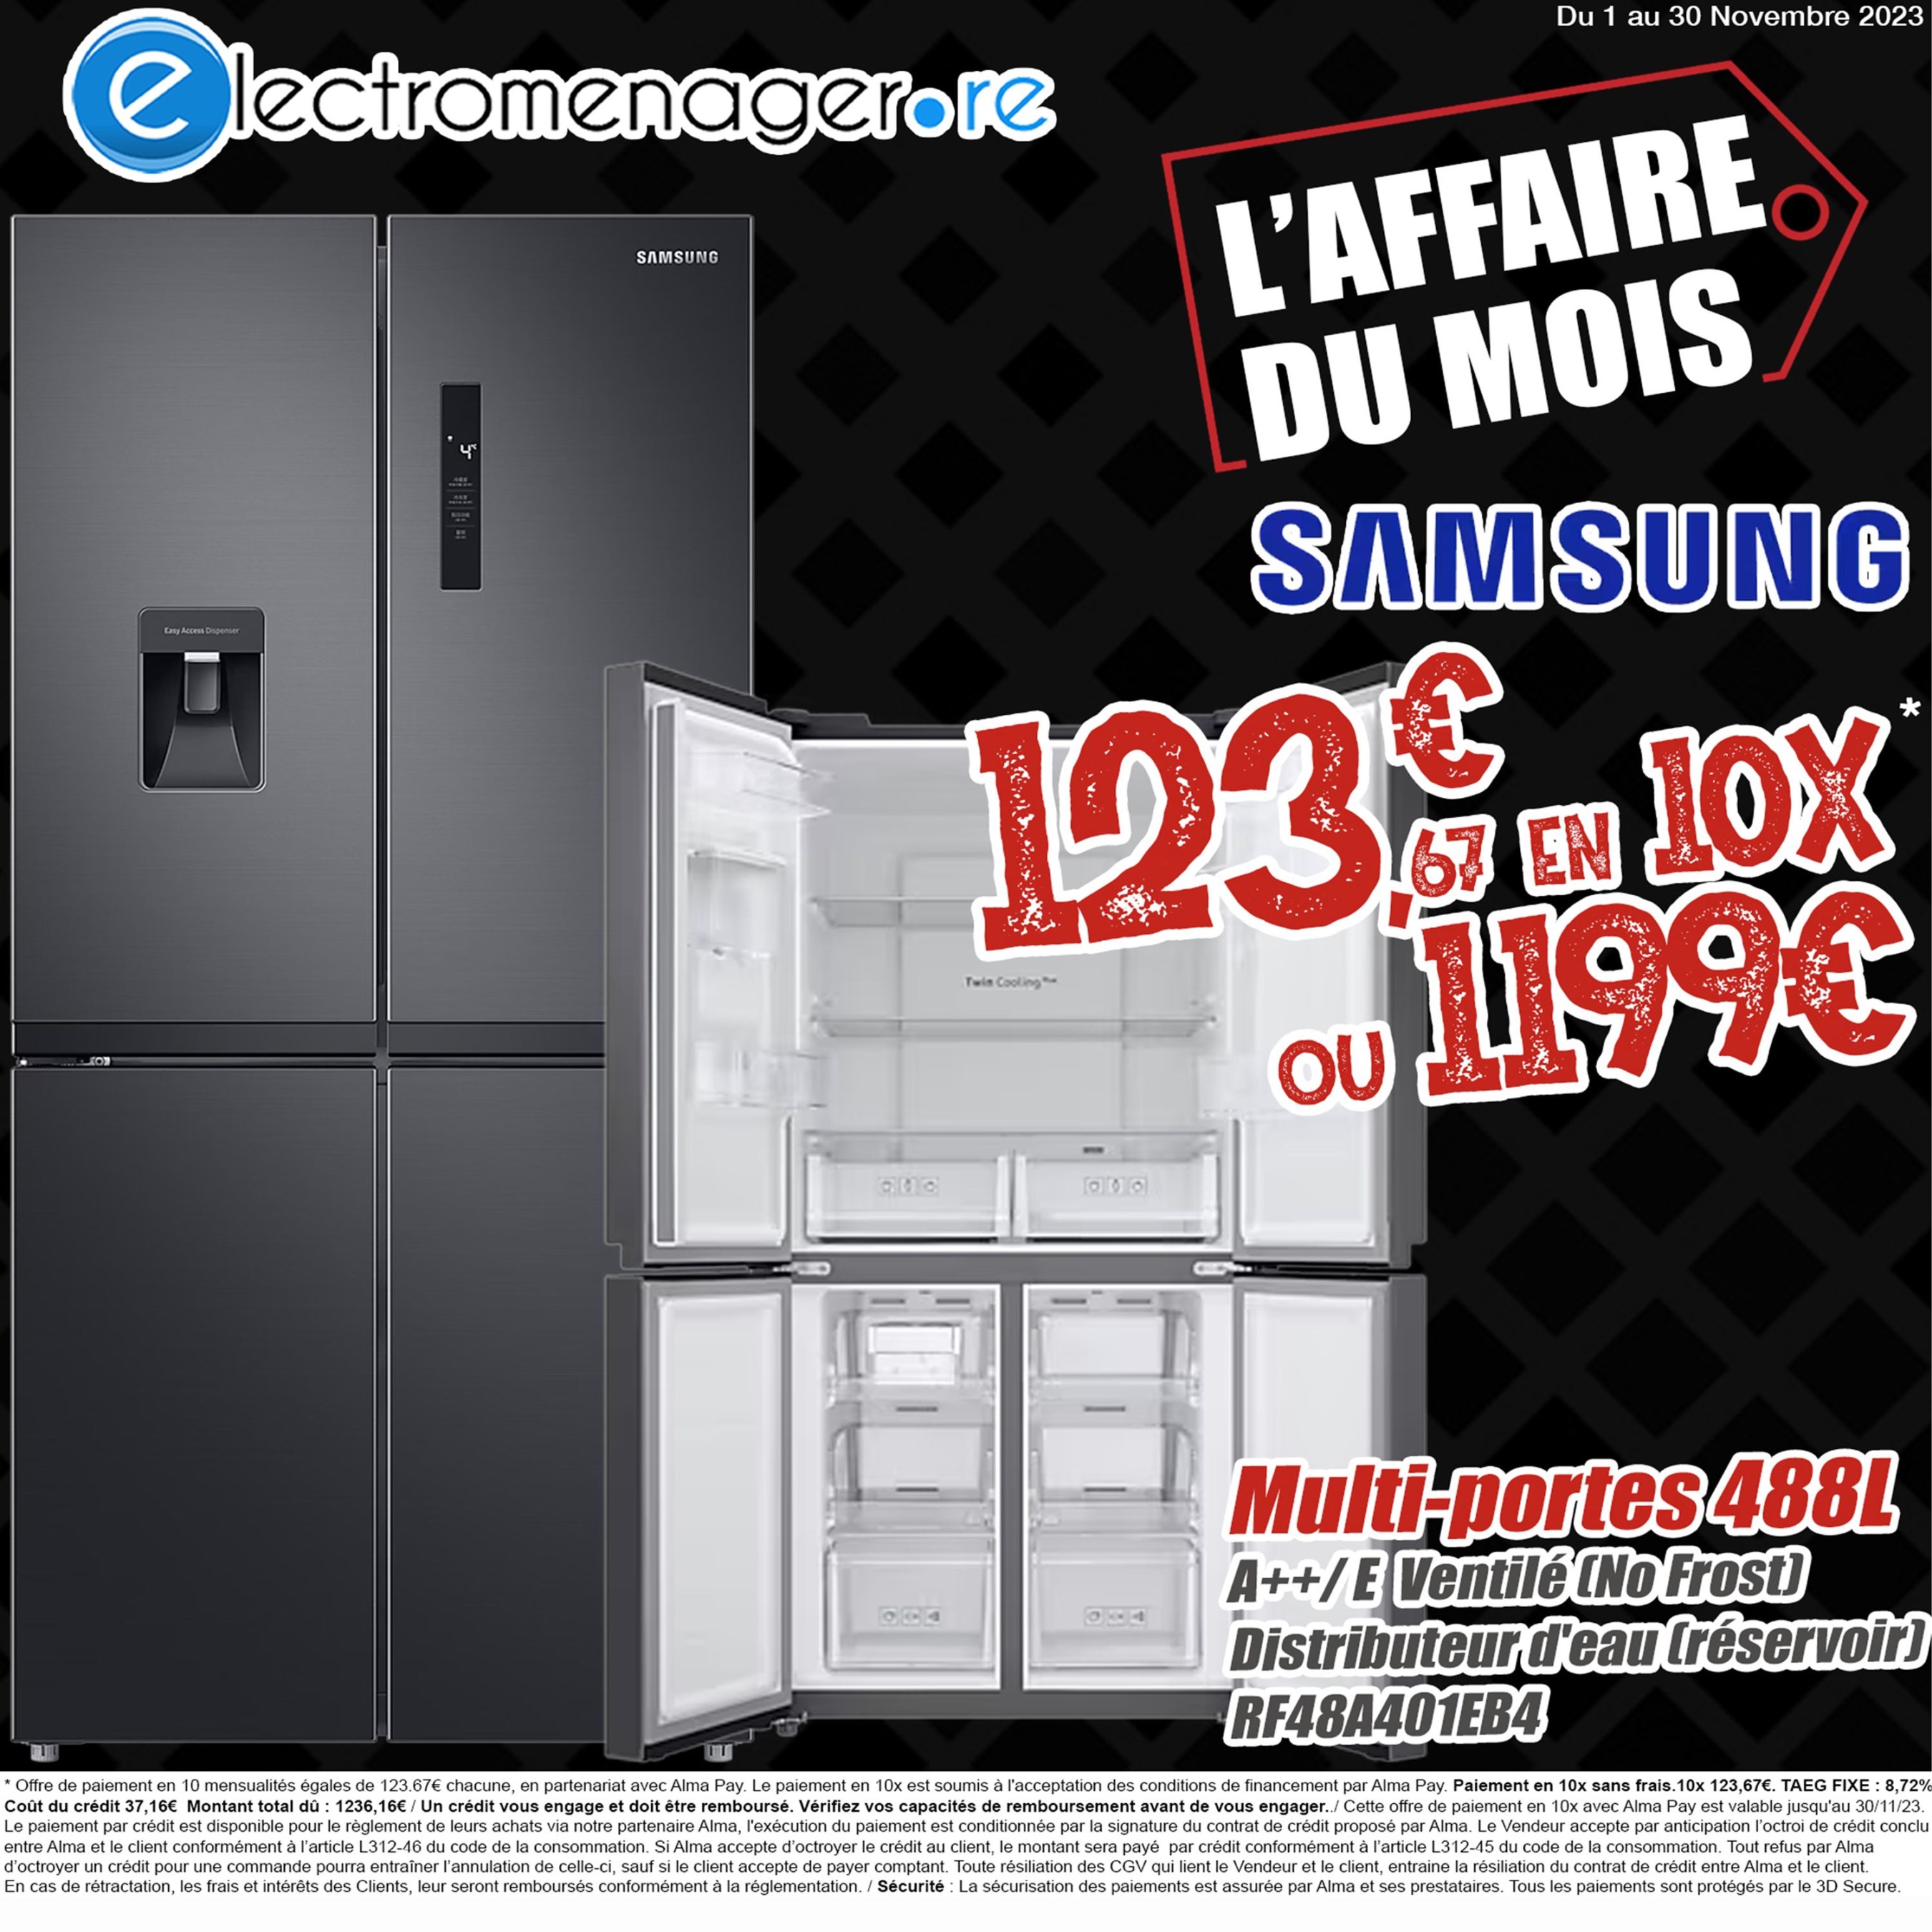 Du 1 au 30 Novembre 2023
electromenager.re
L'AFFAIRE
DU MOIS
SAMSUNG
SAMSUNG
4°C
Easy Access Dispenser
123€,67 EN 10X*
OU 1199€
Twin Cooling Plus
Multi-portes 488L
A++/E Ventilé (No Frost)
Distributeur d'eau (réservoir)
RF48A401EB4
* Offre de paiement en 10 mensualités égales de 123.67€ chacune, en partenariat avec Alma Pay. Le paiement en 10x est soumis à l'acceptation des conditions de financement par Alma Pay. Paiement en 10x sans frais.10x 123,67€. TAEG FIXE : 8,72%
Coût du crédit 37,16€ Montant total dû : 1236,16€ / Un crédit vous engage et doit être remboursé. Vérifiez vos capacités de remboursement avant de vous engager../ Cette offre de paiement en 10x avec Alma Pay est valable jusqu'au 30/11/23.
Le paiement par crédit est disponible pour le règlement de leurs achats via notre partenaire Alma, l'exécution du paiement est conditionnée par la signature du contrat de crédit proposé par Alma. Le Vendeur accepte par anticipation l'octroi de crédit conclu
entre Alma et le client conformément à l'article L312-46 du code de la consommation. Si Alma accepte d'octroyer le crédit au client, le montant sera payé par crédit conformément à l'article L312-45 du code de la consommation. Tout refus par Alma
d'octroyer un crédit pour une commande pourra entraîner l'annulation de celle-ci, sauf si le client accepte de payer comptant. Toute résiliation des CGV qui lient le Vendeur et le client, entraine la résiliation du contrat de crédit entre Alma et le client.
En cas de rétractation, les frais et intérêts des Clients, leur seront remboursés conformément à la réglementation. / Sécurité : La sécurisation des paiements est assurée par Alma et ses prestataires. Tous les paiements sont protégés par le 3D Secure.